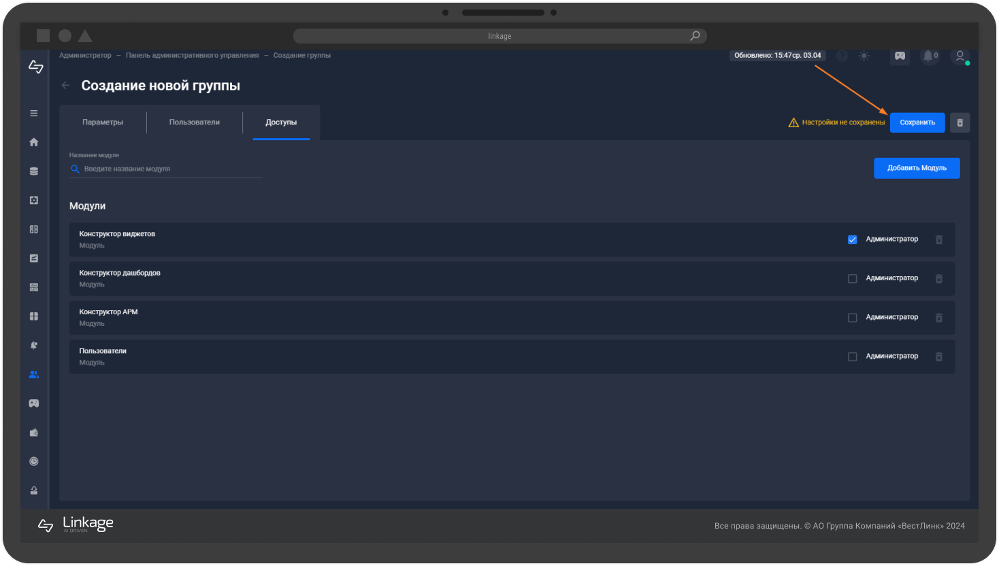 linkage
Администратор – Панель административного управления – Создание группы
Обновлено: 15:47 ср. 03.04
0
Создание новой группы
Параметры
Пользователи
Доступы
Настройки не сохранены
Сохранить
Название модуля
Введите название модуля
Добавить Модуль
Модули
Конструктор виджетов
Модуль
Администратор
Конструктор дашбордов
Модуль
Администратор
Конструктор АРМ
Модуль
Администратор
Пользователи
Модуль
Администратор
Linkage
AI DRIVEN
Все права защищены. © АО Группа Компаний «ВестЛинк» 2024